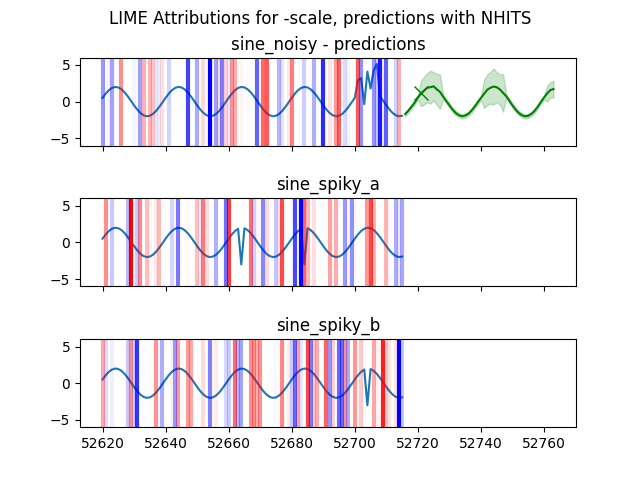 LIME Attributions for -scale, predictions with NHITS
sine_noisy - predictions
5
0
−5
sine_spiky_a
5
0
−5
sine_spiky_b
5
0
−5
52620 52640 52660 52680 52700 52720 52740 52760